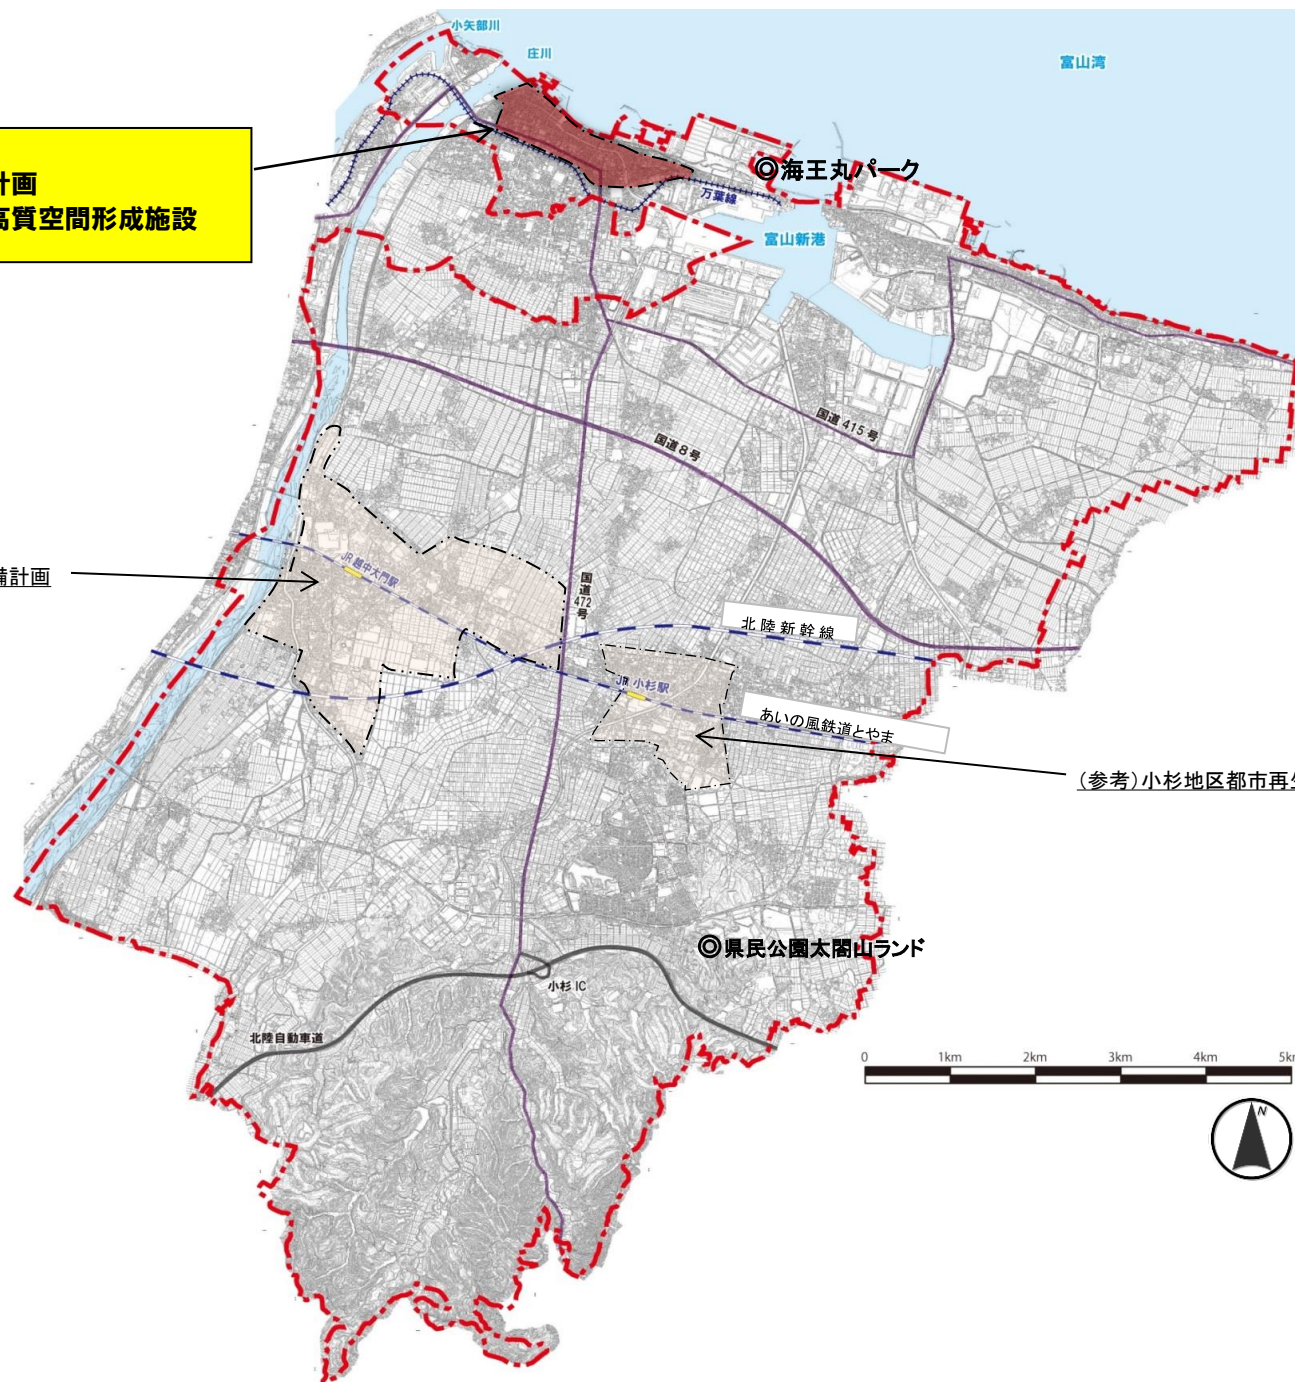 小矢部川
庄川
富山湾
計画
高質空間形成施設
◎海王丸パーク
万葉線
富山新港
国道415号
国道8号
JR越中大門駅
備計画
国道472号
北陸新幹線
JR 小杉駅
あいの風鉄道とやま
(参考)小杉地区都市再生
◎県民公園太閤山ランド
小杉IC
北陸自動車道
0 1km 2km 3km 4km 5km
N